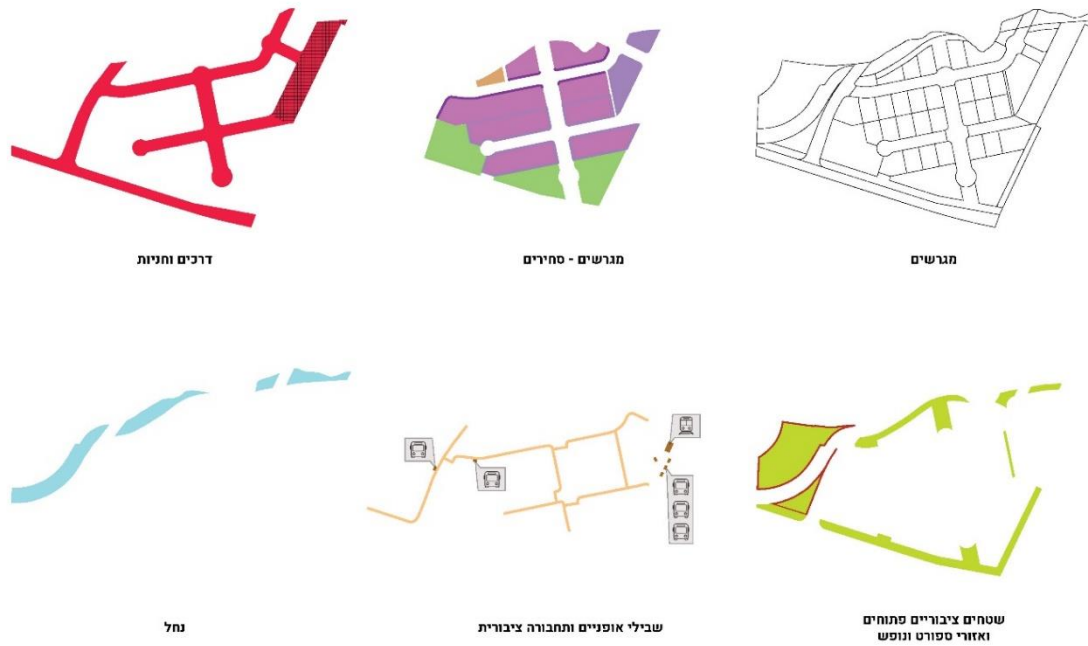 מגרשים
מגרשים - סחירים
דרכים וחניות
שטחים ציבוריים פתוחים
ואזורי ספורט ונופש
שבילי אופניים ותחבורה ציבורית
נחל